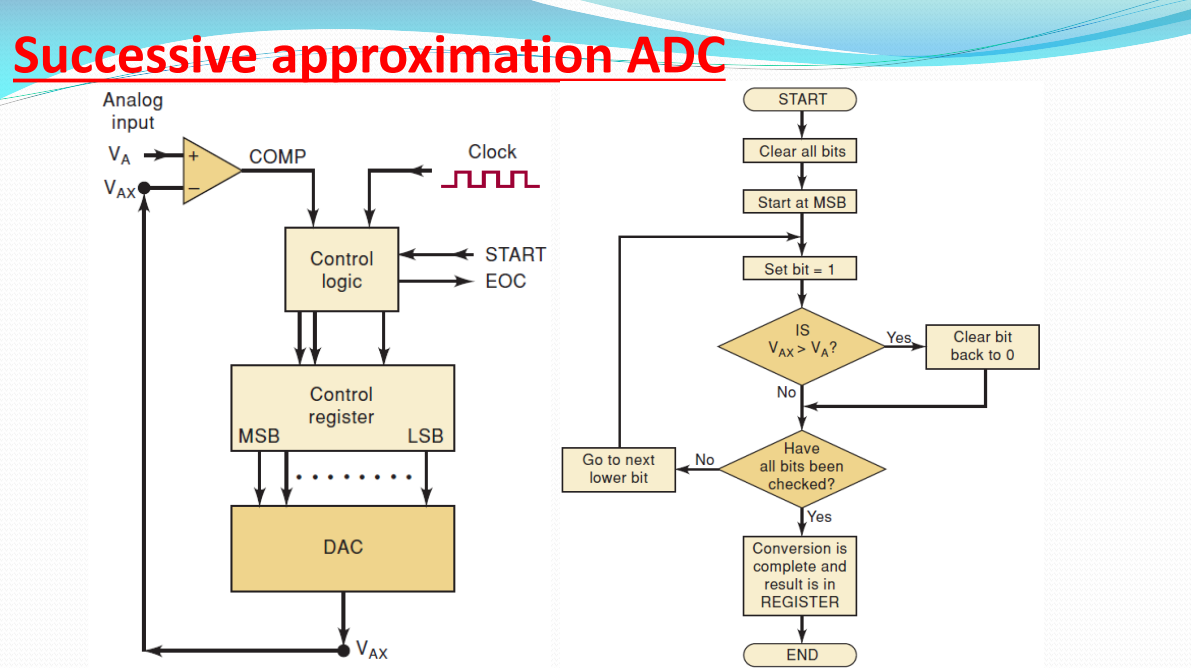 Successive approximation ADC
Analog
input
VA
VAX
+
–
COMP
Clock
Control
logic
START
EOC
Control
register
MSB
LSB
DAC
VAX
START
Clear all bits
Start at MSB
Set bit = 1
IS
VAX > VA?
Yes
Clear bit
back to 0
No
Have
all bits been
checked?
No
Go to next
lower bit
Yes
Conversion is
complete and
result is in
REGISTER
END